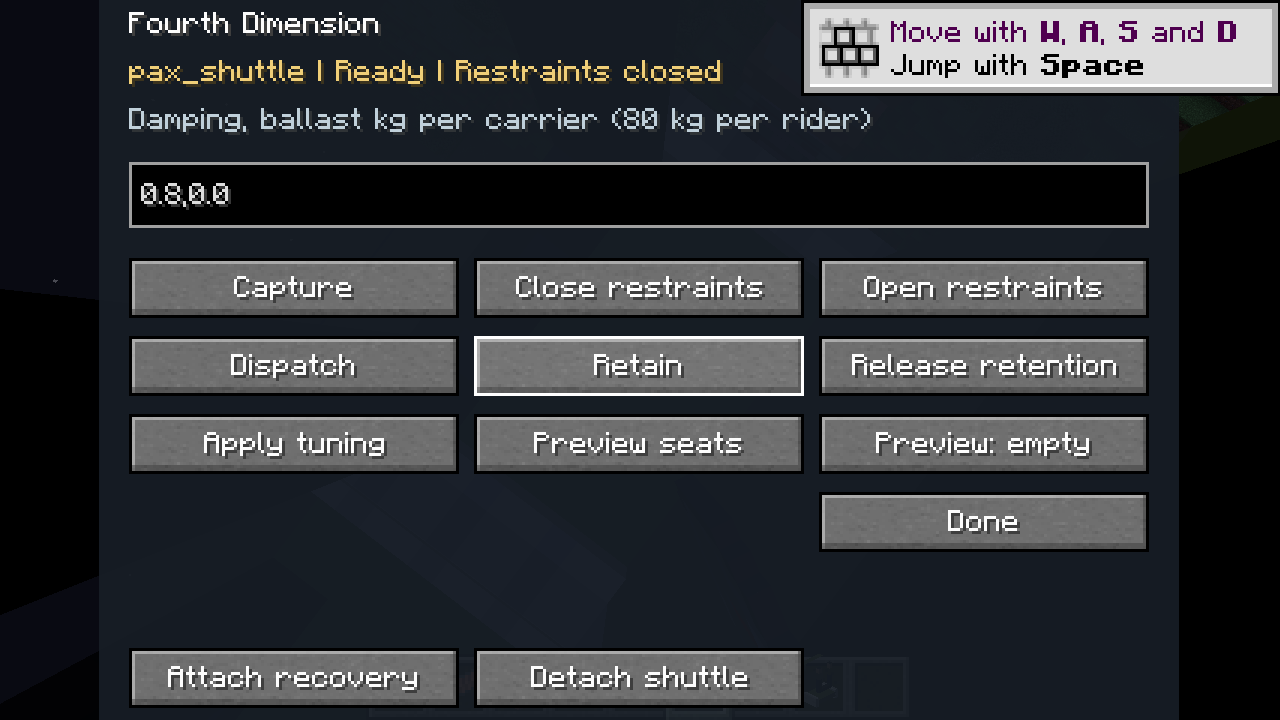 Fourth Dimension
Move with W, A, S and D
Jump with Space
pax_shuttle | Ready | Restraints closed
Damping, ballast kg per carrier (80 kg per rider)
0.8,0.0
Capture
Close restraints
Open restraints
Dispatch
Retain
Release retention
Apply tuning
Preview seats
Preview: empty
Done
Attach recovery
Detach shuttle